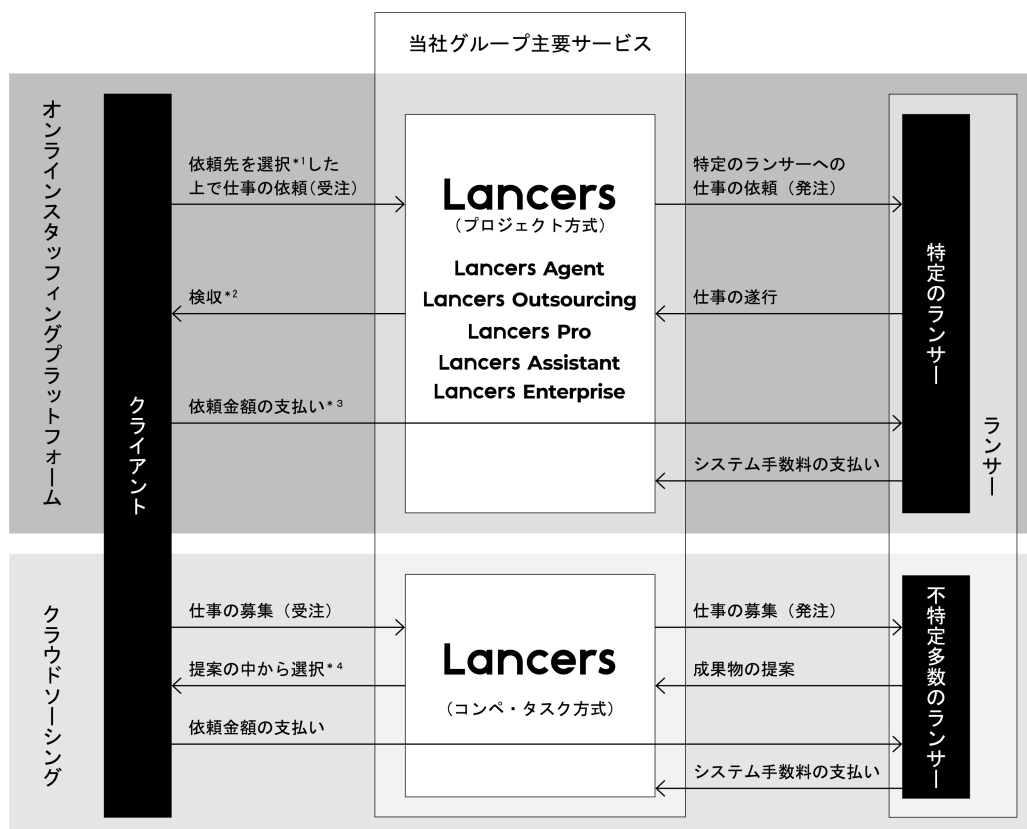 当社グループ主要サービス
オンラインスタッフィングプラットフォーム
クライアント
依頼先を選択*1した
上で仕事の依頼(受注)
検収*2
依頼金額の支払い*3
Lancers
(プロジェクト方式)
Lancers Agent
Lancers Outsourcing
Lancers Pro
Lancers Assistant
Lancers Enterprise
特定のランサーへの
仕事の依頼(発注)
仕事の遂行
システム手数料の支払い
特定のランサー
ランサー
クラウドソーシング
仕事の募集(受注)
提案の中から選択*4
依頼金額の支払い
Lancers
(コンペ・タスク方式)
仕事の募集(発注)
成果物の提案
システム手数料の支払い
不特定多数のランサー